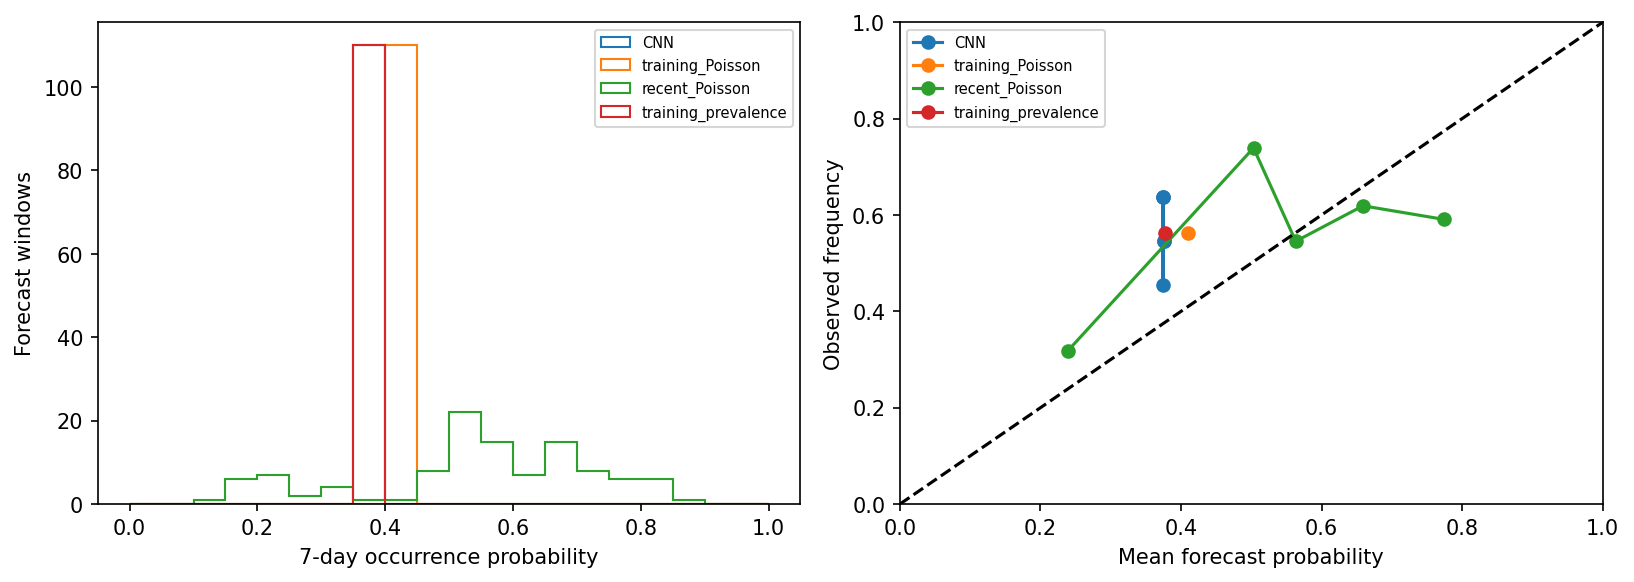 CNN
training_Poisson
recent_Poisson
training_prevalence
Forecast windows
100
80
60
40
20
0
0.0 0.2 0.4 0.6 0.8 1.0
7-day occurrence probability
CNN
training_Poisson
recent_Poisson
training_prevalence
Observed frequency
1.0
0.8
0.6
0.4
0.2
0.0
0.0 0.2 0.4 0.6 0.8 1.0
Mean forecast probability